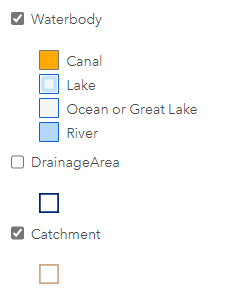 Waterbody
Canal
Lake
Ocean or Great Lake
River
DrainageArea
Catchment